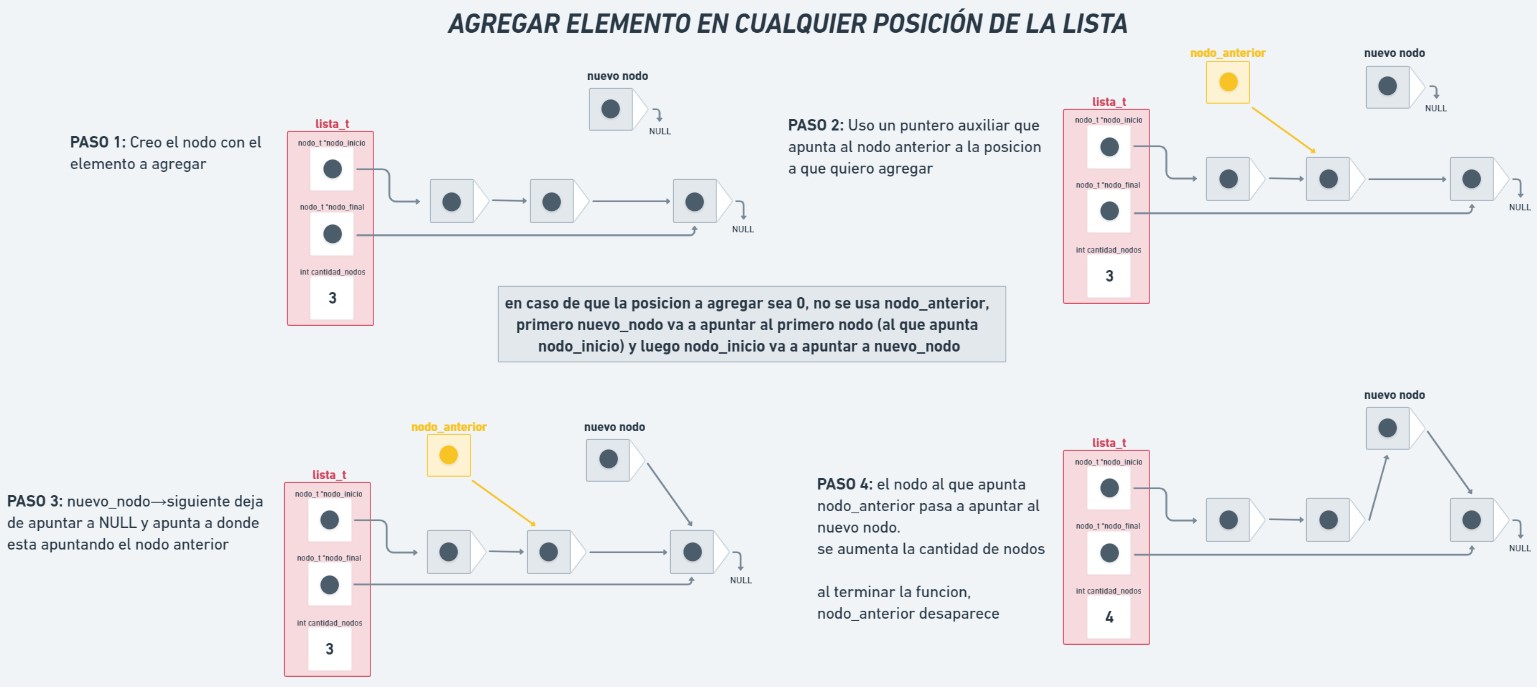 AGREGAR ELEMENTO EN CUALQUIER POSICIÓN DE LA LISTA
PASO 1: Creo el nodo con el
elemento a agregar
lista_t
nodo_t *nodo_inicio
nodo_t *nodo_final
int cantidad_nodos
3
nuevo nodo
NULL
NULL
PASO 2: Uso un puntero auxiliar que
apunta al nodo anterior a la posicion
a que quiero agregar
lista_t
nodo_t *nodo_inicio
nodo_t *nodo_final
int cantidad_nodos
3
nodo_anterior
nuevo nodo
NULL
NULL
en caso de que la posicion a agregar sea 0, no se usa nodo_anterior,
primero nuevo_nodo va a apuntar al primero nodo (al que apunta
nodo_inicio) y luego nodo_inicio va a apuntar a nuevo_nodo
PASO 3: nuevo_nodo→siguiente deja
de apuntar a NULL y apunta a donde
esta apuntando el nodo anterior
lista_t
nodo_t *nodo_inicio
nodo_t *nodo_final
int cantidad_nodos
3
nodo_anterior
nuevo nodo
NULL
PASO 4: el nodo al que apunta
nodo_anterior pasa a apuntar al
nuevo nodo.
se aumenta la cantidad de nodos
al terminar la funcion,
nodo_anterior desaparece
lista_t
nodo_t *nodo_inicio
nodo_t *nodo_final
int cantidad_nodos
4
nuevo nodo
NULL